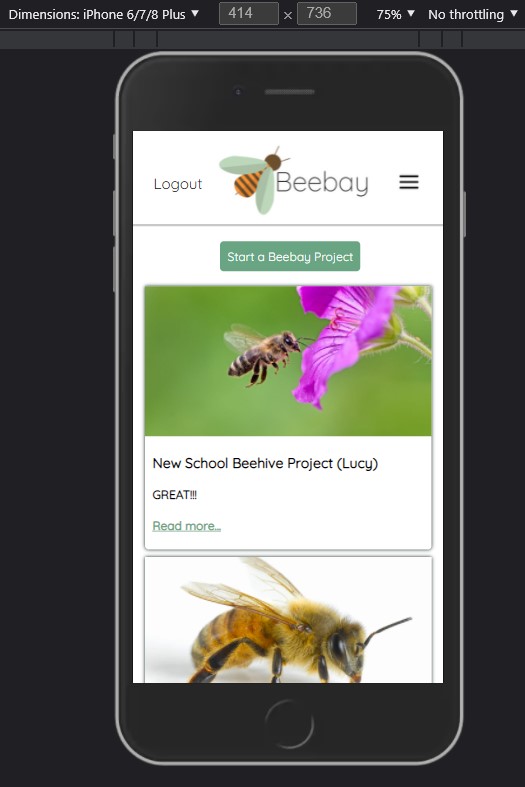 Dimensions: iPhone 6/7/8 Plus ▼ 414 × 736 75% ▼ No throttling ▼
Logout Beebay
Start a Beebay Project
New School Beehive Project (Lucy)
GREAT!!!
Read more...